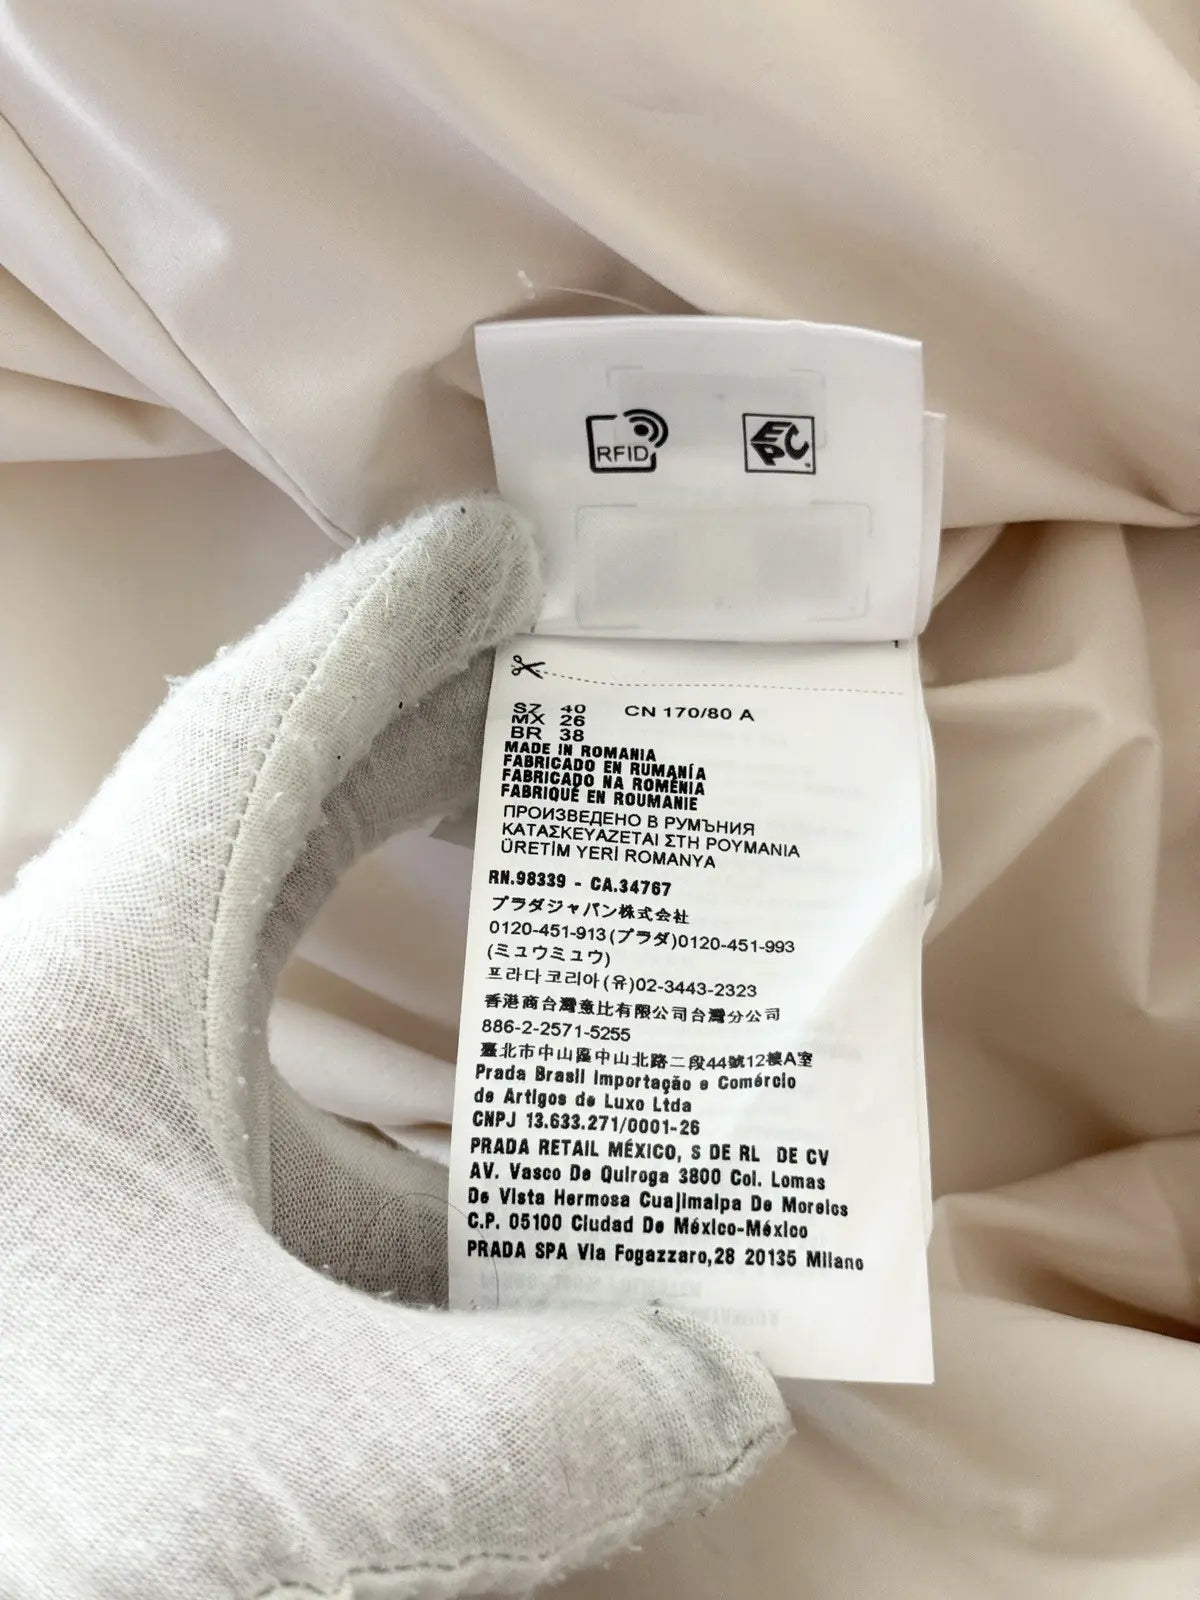 RFID
EPC
SZ 40 CN 170/80 A
MX 26
BR 38
MADE IN ROMANIA
FABRICADO EN RUMANÍA
FABRICADO NA ROMÉNIA
FABRIQUÉ EN ROUMANIE
ПРОИЗВЕДЕНО В РУМЪНИЯ
ΚΑΤΑΣΚΕΥΑΖΕΤΑΙ ΣΤΗ ΡΟΥΜΑΝΙΑ
ÜRETİM YERİ ROMANYA
RN.98339 - CA.34767
プラダジャパン株式会社
0120-451-913(プラダ)0120-451-993
(ミュウミュウ)
프라다코리아(유)02-3443-2323
香港商台灣意比有限公司台灣分公司
886-2-2571-5255
臺北市中山區中山北路二段44號12樓A室
Prada Brasil Importação e Comércio
de Artigos de Luxo Ltda
CNPJ 13.633.271/0001-26
PRADA RETAIL MÉXICO, S DE RL DE CV
AV. Vasco De Quiroga 3800 Col. Lomas
De Vista Hermosa Cuajimalpa De Morelos
C.P. 05100 Ciudad De México-México
PRADA SPA Via Fogazzaro,28 20135 Milano